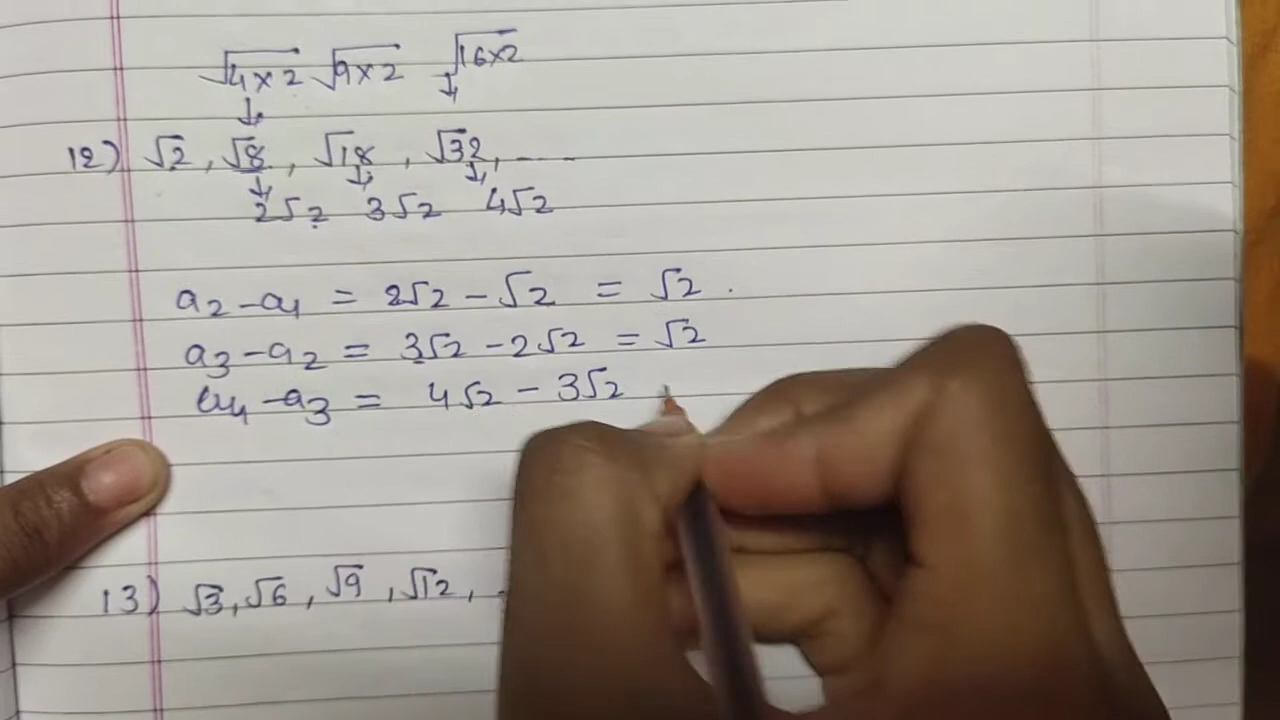 √4×2 √9×2 √16×2
↓ ↓
12) √2, √8, √18, √32, ....
↓ ↓ ↓
2√2 3√2 4√2
a2-a1 = 2√2 - √2 = √2.
a3-a2 = 3√2 - 2√2 = √2
a4-a3 = 4√2 - 3√2
13) √3, √6, √9, √12, .